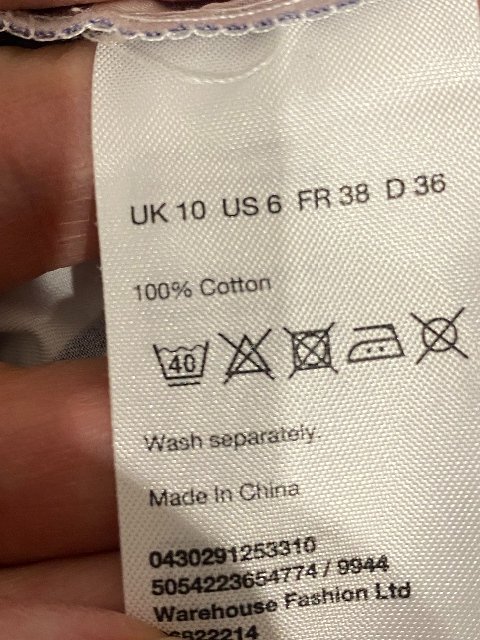 UK 10 US 6 FR 38 D 36
100% Cotton
40
Wash separately.
Made In China
0430291253310
5054223654774 / 9944
Warehouse Fashion Ltd